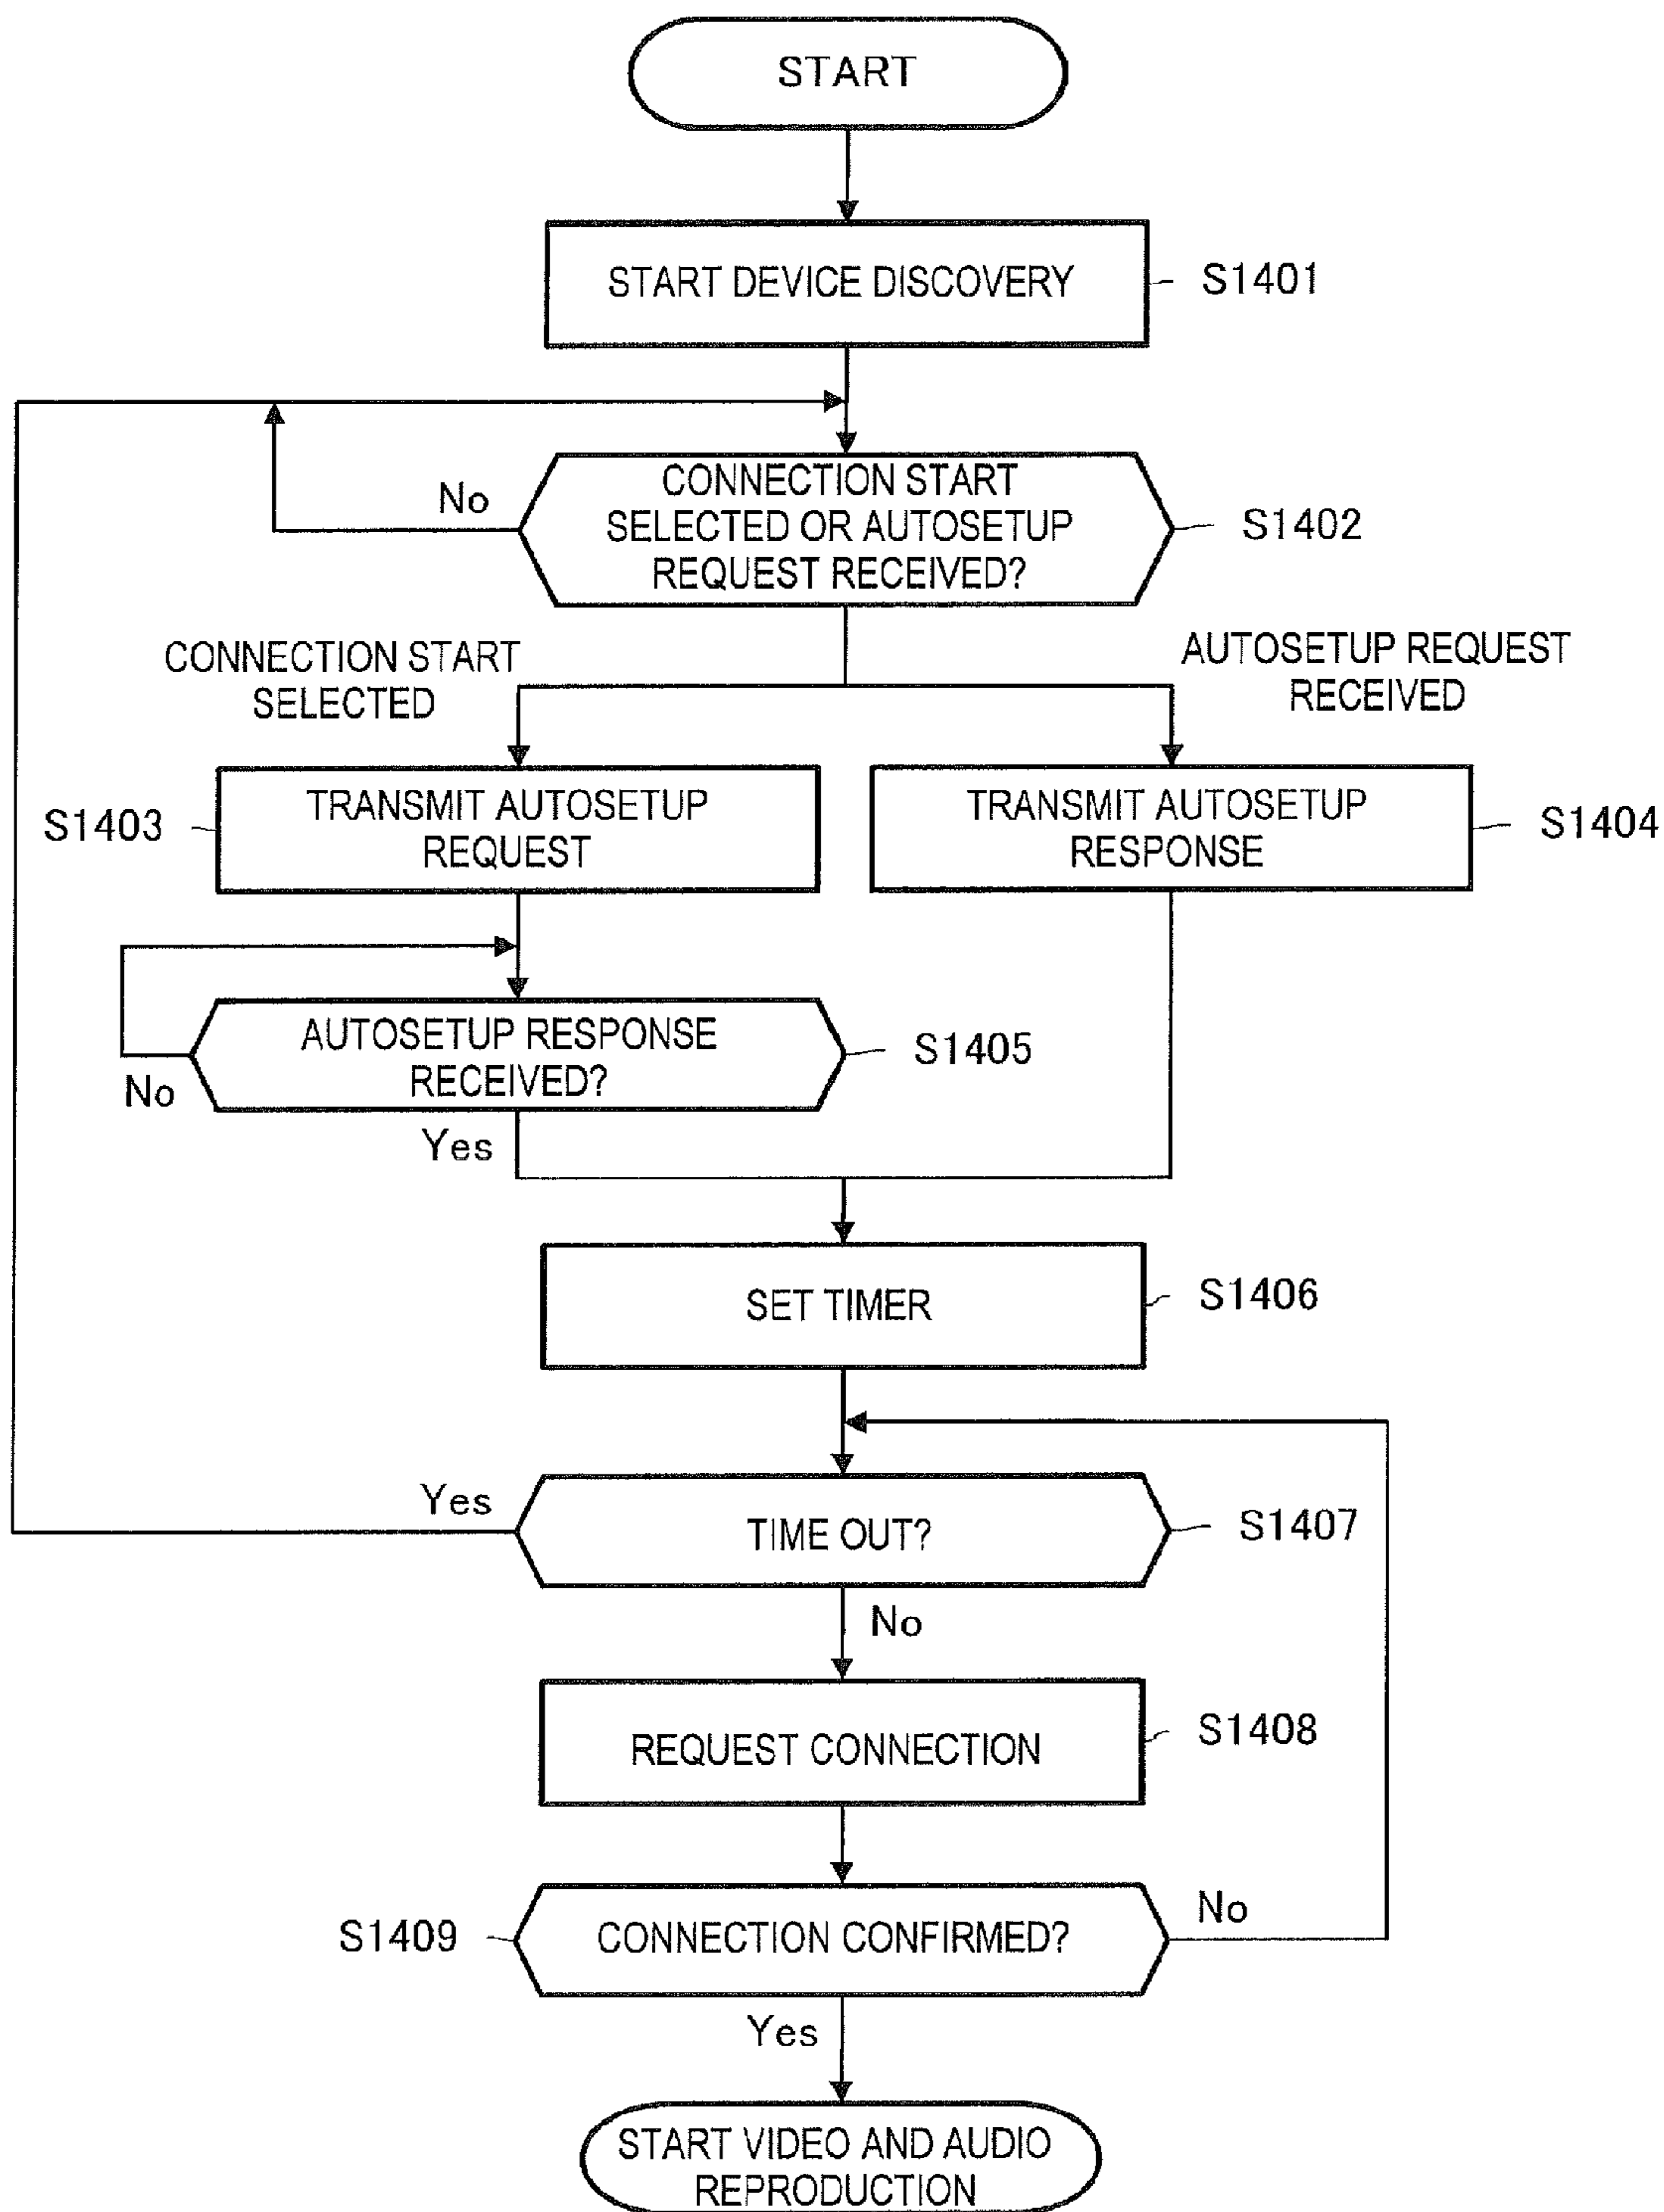 START
START DEVICE DISCOVERY
S1401
No
CONNECTION START
SELECTED OR AUTOSETUP
REQUEST RECEIVED?
S1402
CONNECTION START
SELECTED
AUTOSETUP REQUEST
RECEIVED
S1403
TRANSMIT AUTOSETUP
REQUEST
TRANSMIT AUTOSETUP
RESPONSE
S1404
AUTOSETUP RESPONSE
RECEIVED?
S1405
No
Yes
SET TIMER
S1406
Yes
TIME OUT?
S1407
No
REQUEST CONNECTION
S1408
S1409
CONNECTION CONFIRMED?
No
Yes
START VIDEO AND AUDIO
REPRODUCTION